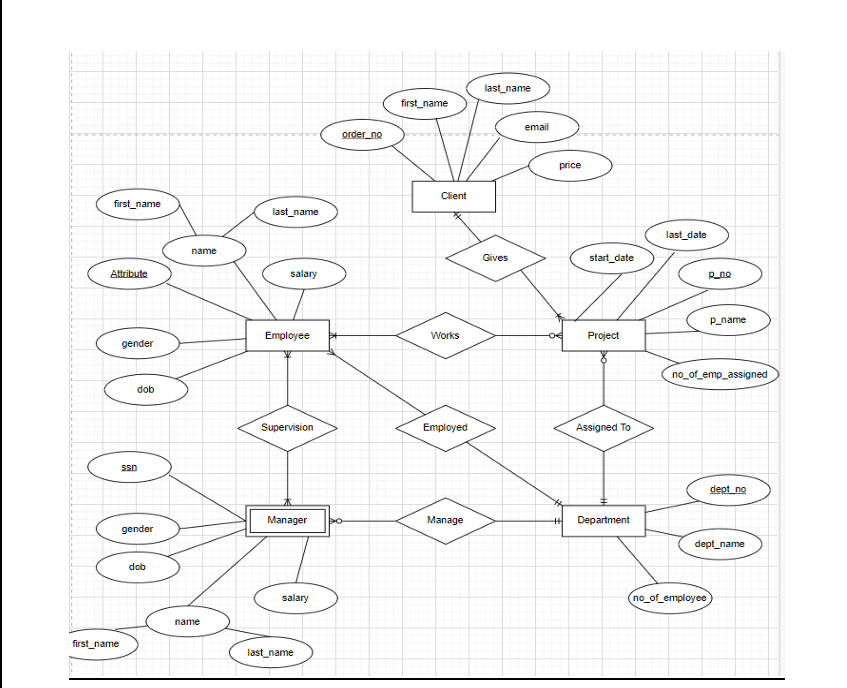 last_name
first_name
email
order_no
price
Client
first_name
last_name
last_date
name
Gives
start_date
Attribute
salary
p_no
p_name
Employee
Works
Project
gender
no_of_emp_assigned
dob
Supervision
Employed
Assigned To
ssn
dept_no
Manager
Manage
Department
gender
dept_name
dob
salary
no_of_employee
name
first_name
last_name